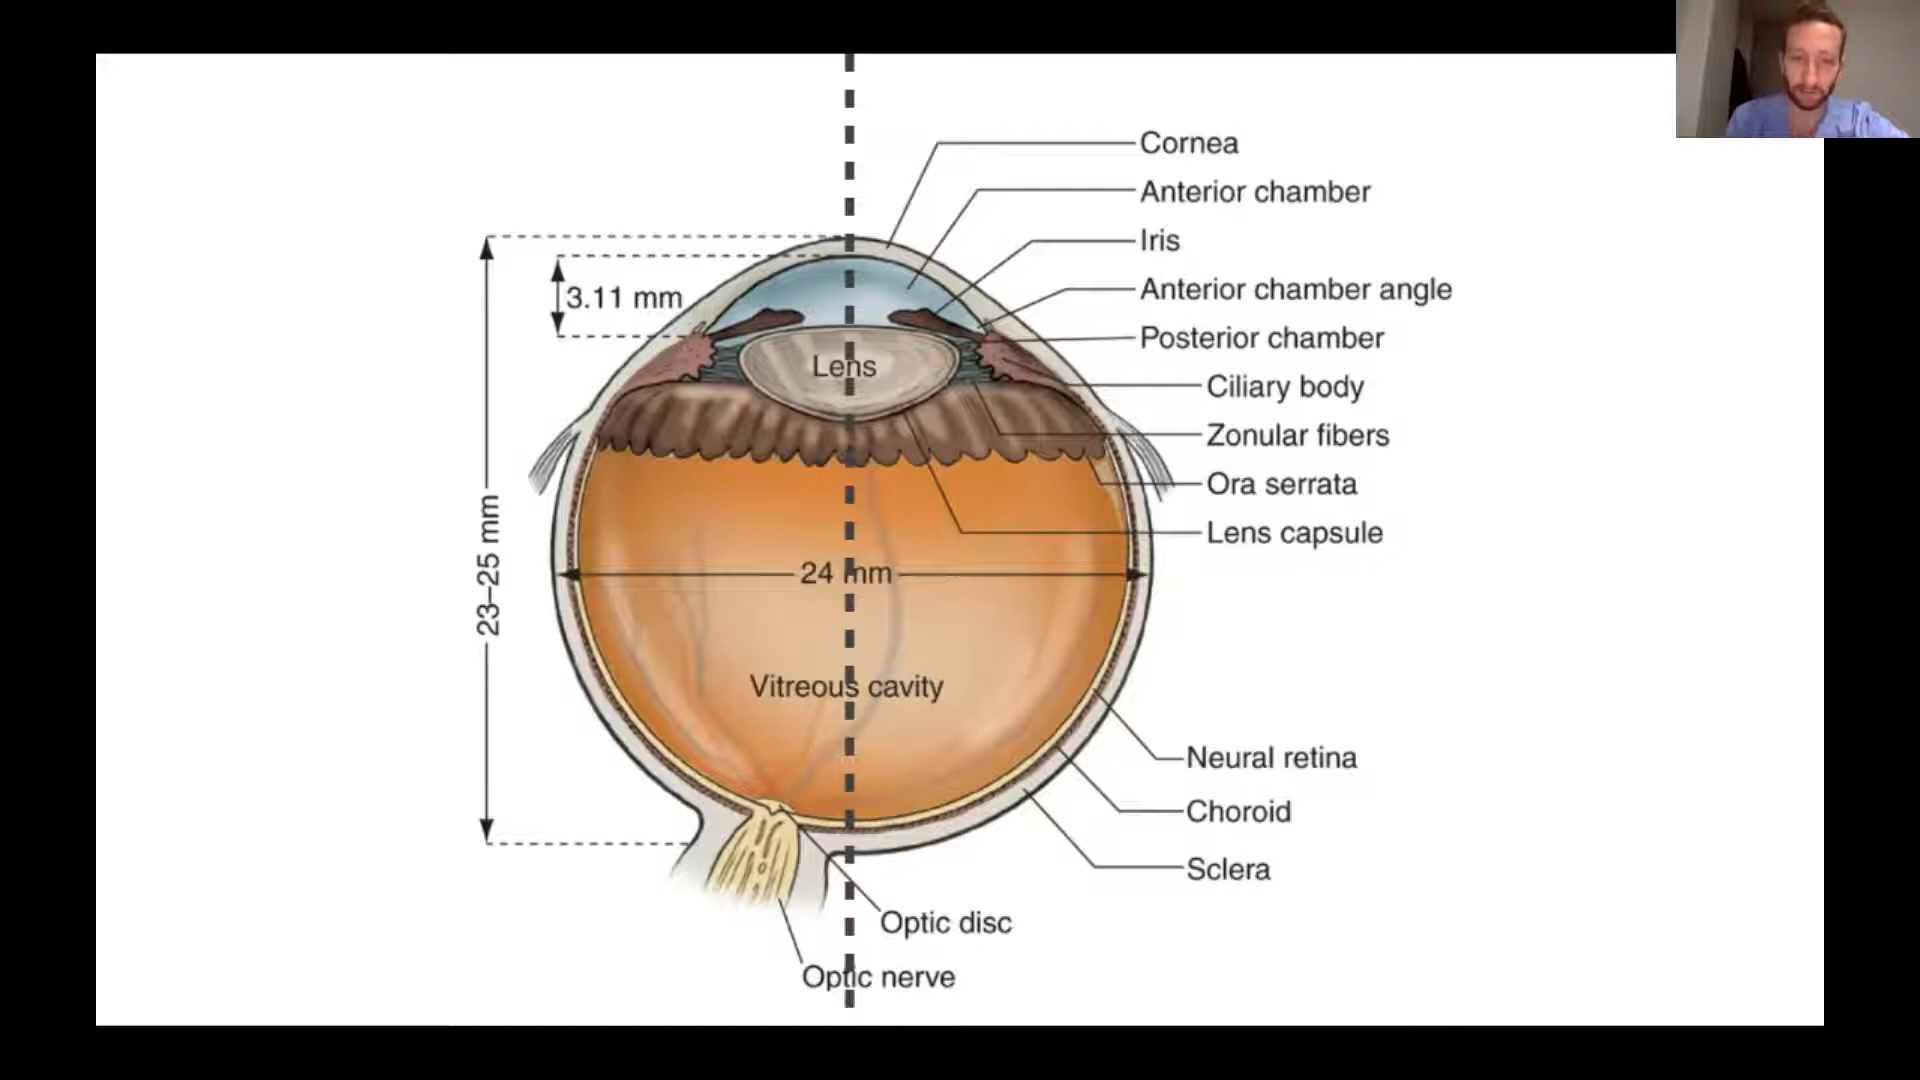 Cornea
Anterior chamber
Iris
Anterior chamber angle
3.11 mm
Posterior chamber
Lens
Ciliary body
Zonular fibers
Ora serrata
Lens capsule
23–25 mm
24 mm
Vitreous cavity
Neural retina
Choroid
Sclera
Optic disc
Optic nerve